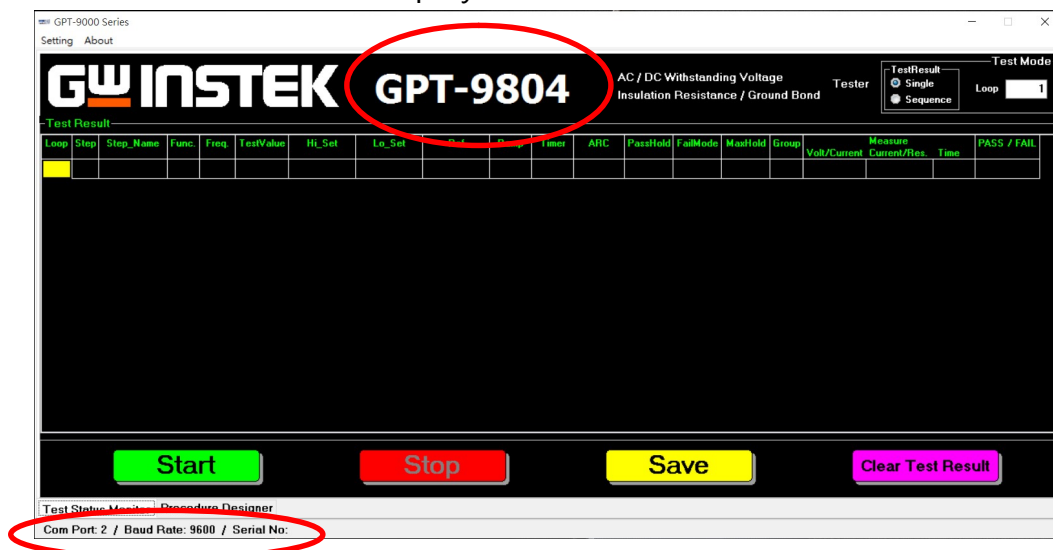 GPT-9000 Series
Setting About
GW INSTEK
GPT-9804
AC / DC Withstanding Voltage
Insulation Resistance / Ground Bond
Tester
TestResult
Single
Sequence
Test Mode
Loop 1
Test Result
Loop Step Step_Name Func. Freq. TestValue Hi_Set Lo_Set Timer ARC PassHold FailMode MaxHold Group Measure PASS / FAIL
Volt/Current Current/Res. Time
Start Stop Save Clear Test Result
Test Status Monitor Procedure Designer
Com Port: 2 / Baud Rate: 9600 / Serial No: